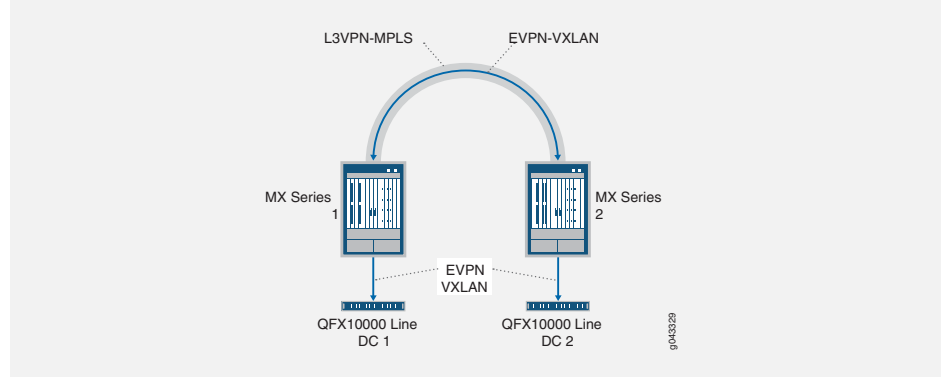 L3VPN-MPLS
EVPN-VXLAN
MX Series
1
MX Series
2
EVPN
VXLAN
QFX10000 Line
DC 1
QFX10000 Line
DC 2
g043329